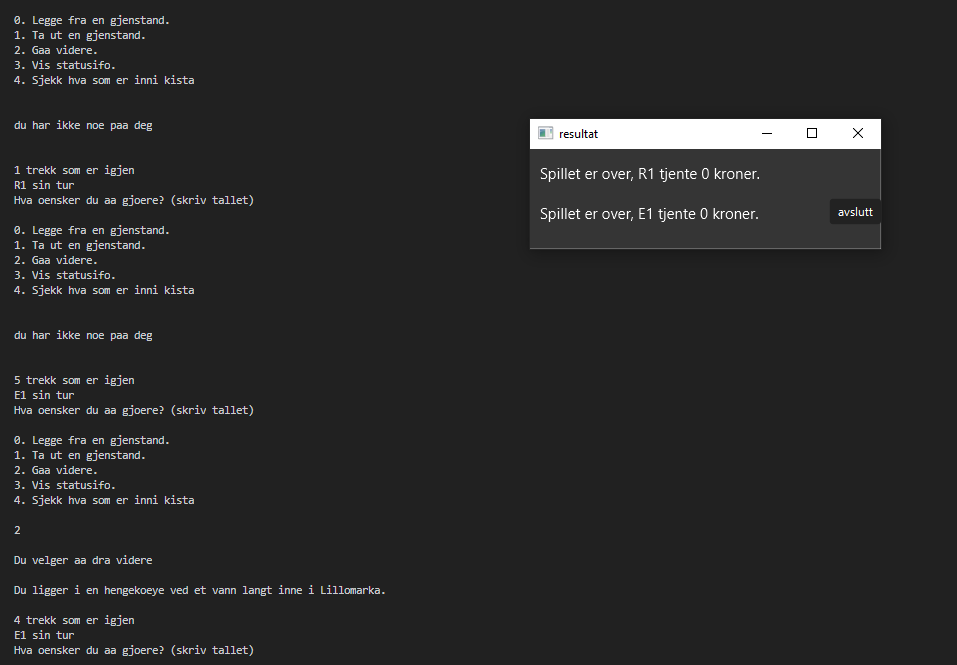 0. Legge fra en gjenstand.
1. Ta ut en gjenstand.
2. Gaa videre.
3. Vis statusifo.
4. Sjekk hva som er inni kista
du har ikke noe paa deg
1 trekk som er igjen
R1 sin tur
Hva oensker du aa gjoere? (skriv tallet)
0. Legge fra en gjenstand.
1. Ta ut en gjenstand.
2. Gaa videre.
3. Vis statusifo.
4. Sjekk hva som er inni kista
du har ikke noe paa deg
5 trekk som er igjen
E1 sin tur
Hva oensker du aa gjoere? (skriv tallet)
0. Legge fra en gjenstand.
1. Ta ut en gjenstand.
2. Gaa videre.
3. Vis statusifo.
4. Sjekk hva som er inni kista
2
Du velger aa dra videre
Du ligger i en hengekoeye ved et vann langt inne i Lillomarka.
4 trekk som er igjen
E1 sin tur
Hva oensker du aa gjoere? (skriv tallet)
resultat
Spillet er over, R1 tjente 0 kroner.
Spillet er over, E1 tjente 0 kroner.
avslutt